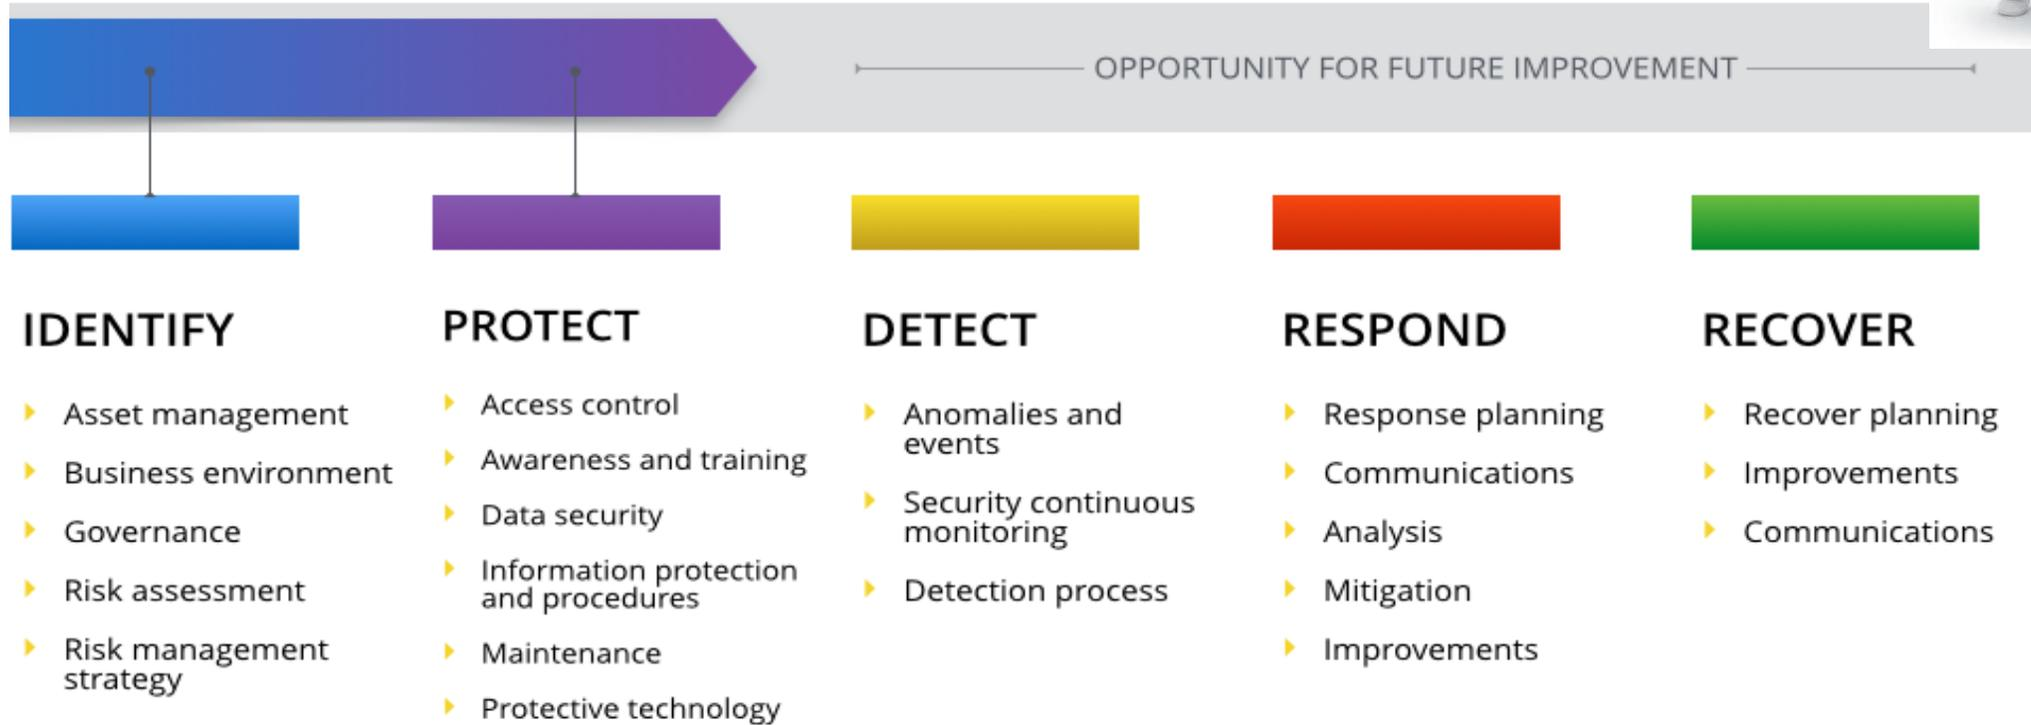 OPPORTUNITY FOR FUTURE IMPROVEMENT
IDENTIFY
Asset management
Business environment
Governance
Risk assessment
Risk management
strategy
PROTECT
Access control
Awareness and training
Data security
Information protection
and procedures
Maintenance
Protective technology
DETECT
Anomalies and
events
Security continuous
monitoring
Detection process
RESPOND
Response planning
Communications
Analysis
Mitigation
Improvements
RECOVER
Recover planning
Improvements
Communications